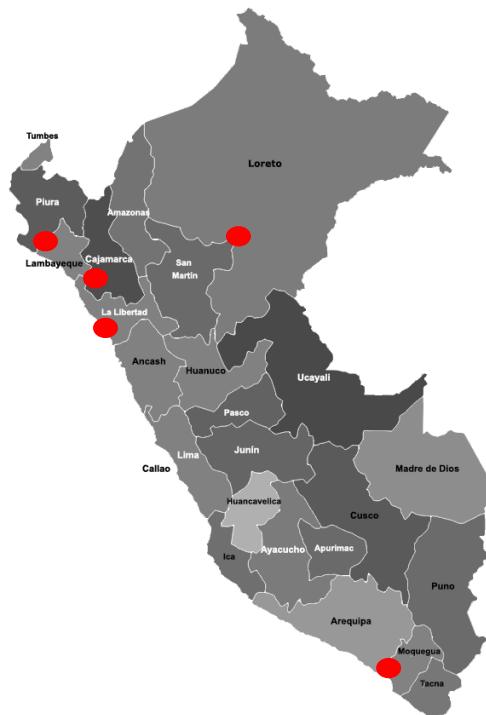 Tumbes
Loreto
Piura
Amazonas
Cajamarca
Lambayeque
San
Martin
La Libertad
Ancash
Huanuco
Ucayali
Pasco
Lima
Junín
Callao
Madre de Dios
Huancavelica
Cusco
Ica
Ayacucho
Apurimac
Puno
Arequipa
Moquegua
Tacna